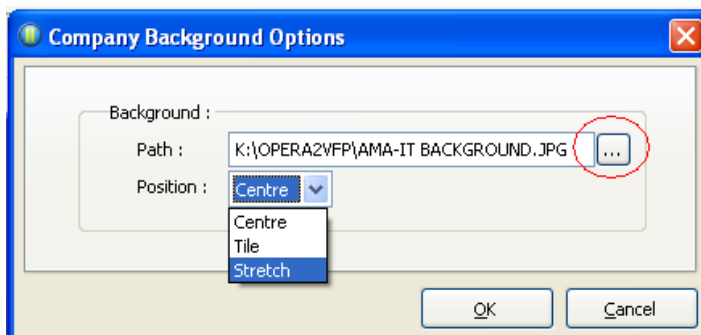 Company Background Options
Background :
Path : K:\OPERA2VFP\AMA-IT BACKGROUND.JPG ...
Position : Centre
Centre
Tile
Stretch
OK Cancel